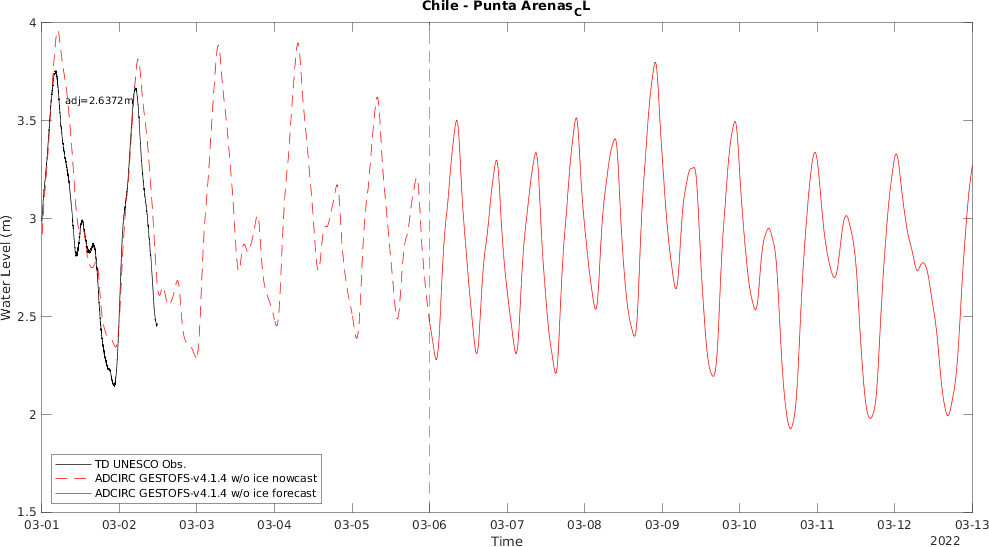 Chile - Punta Arenas_CL
4
3.5
3
2.5
2
1.5
Water Level (m)
adj=2.6372m
TD UNESCO Obs.
ADCIRC GESTOFS-v4.1.4 w/o ice nowcast
ADCIRC GESTOFS-v4.1.4 w/o ice forecast
03-01 03-02 03-03 03-04 03-05 03-06 03-07 03-08 03-09 03-10 03-11 03-12 03-13
Time
2022